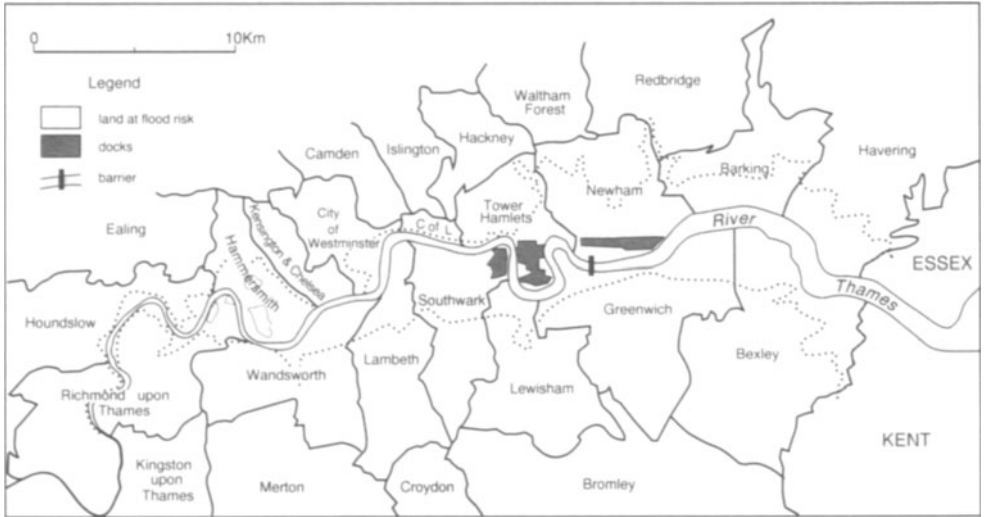 0
10Km
Legend
land at flood risk
docks
barrier
Redbridge
Waltham
Forest
Hackney
Islington
Camden
Havering
Barking
Newham
Tower
Hamlets
C of L
City
of
Westminster
Kensington & Chelsea
Hammersmith
Ealing
River
Thames
ESSEX
Hounslow
Southwark
Greenwich
Bexley
Lambeth
Wandsworth
Lewisham
Richmond upon
Thames
KENT
Kingston
upon
Thames
Merton
Croydon
Bromley